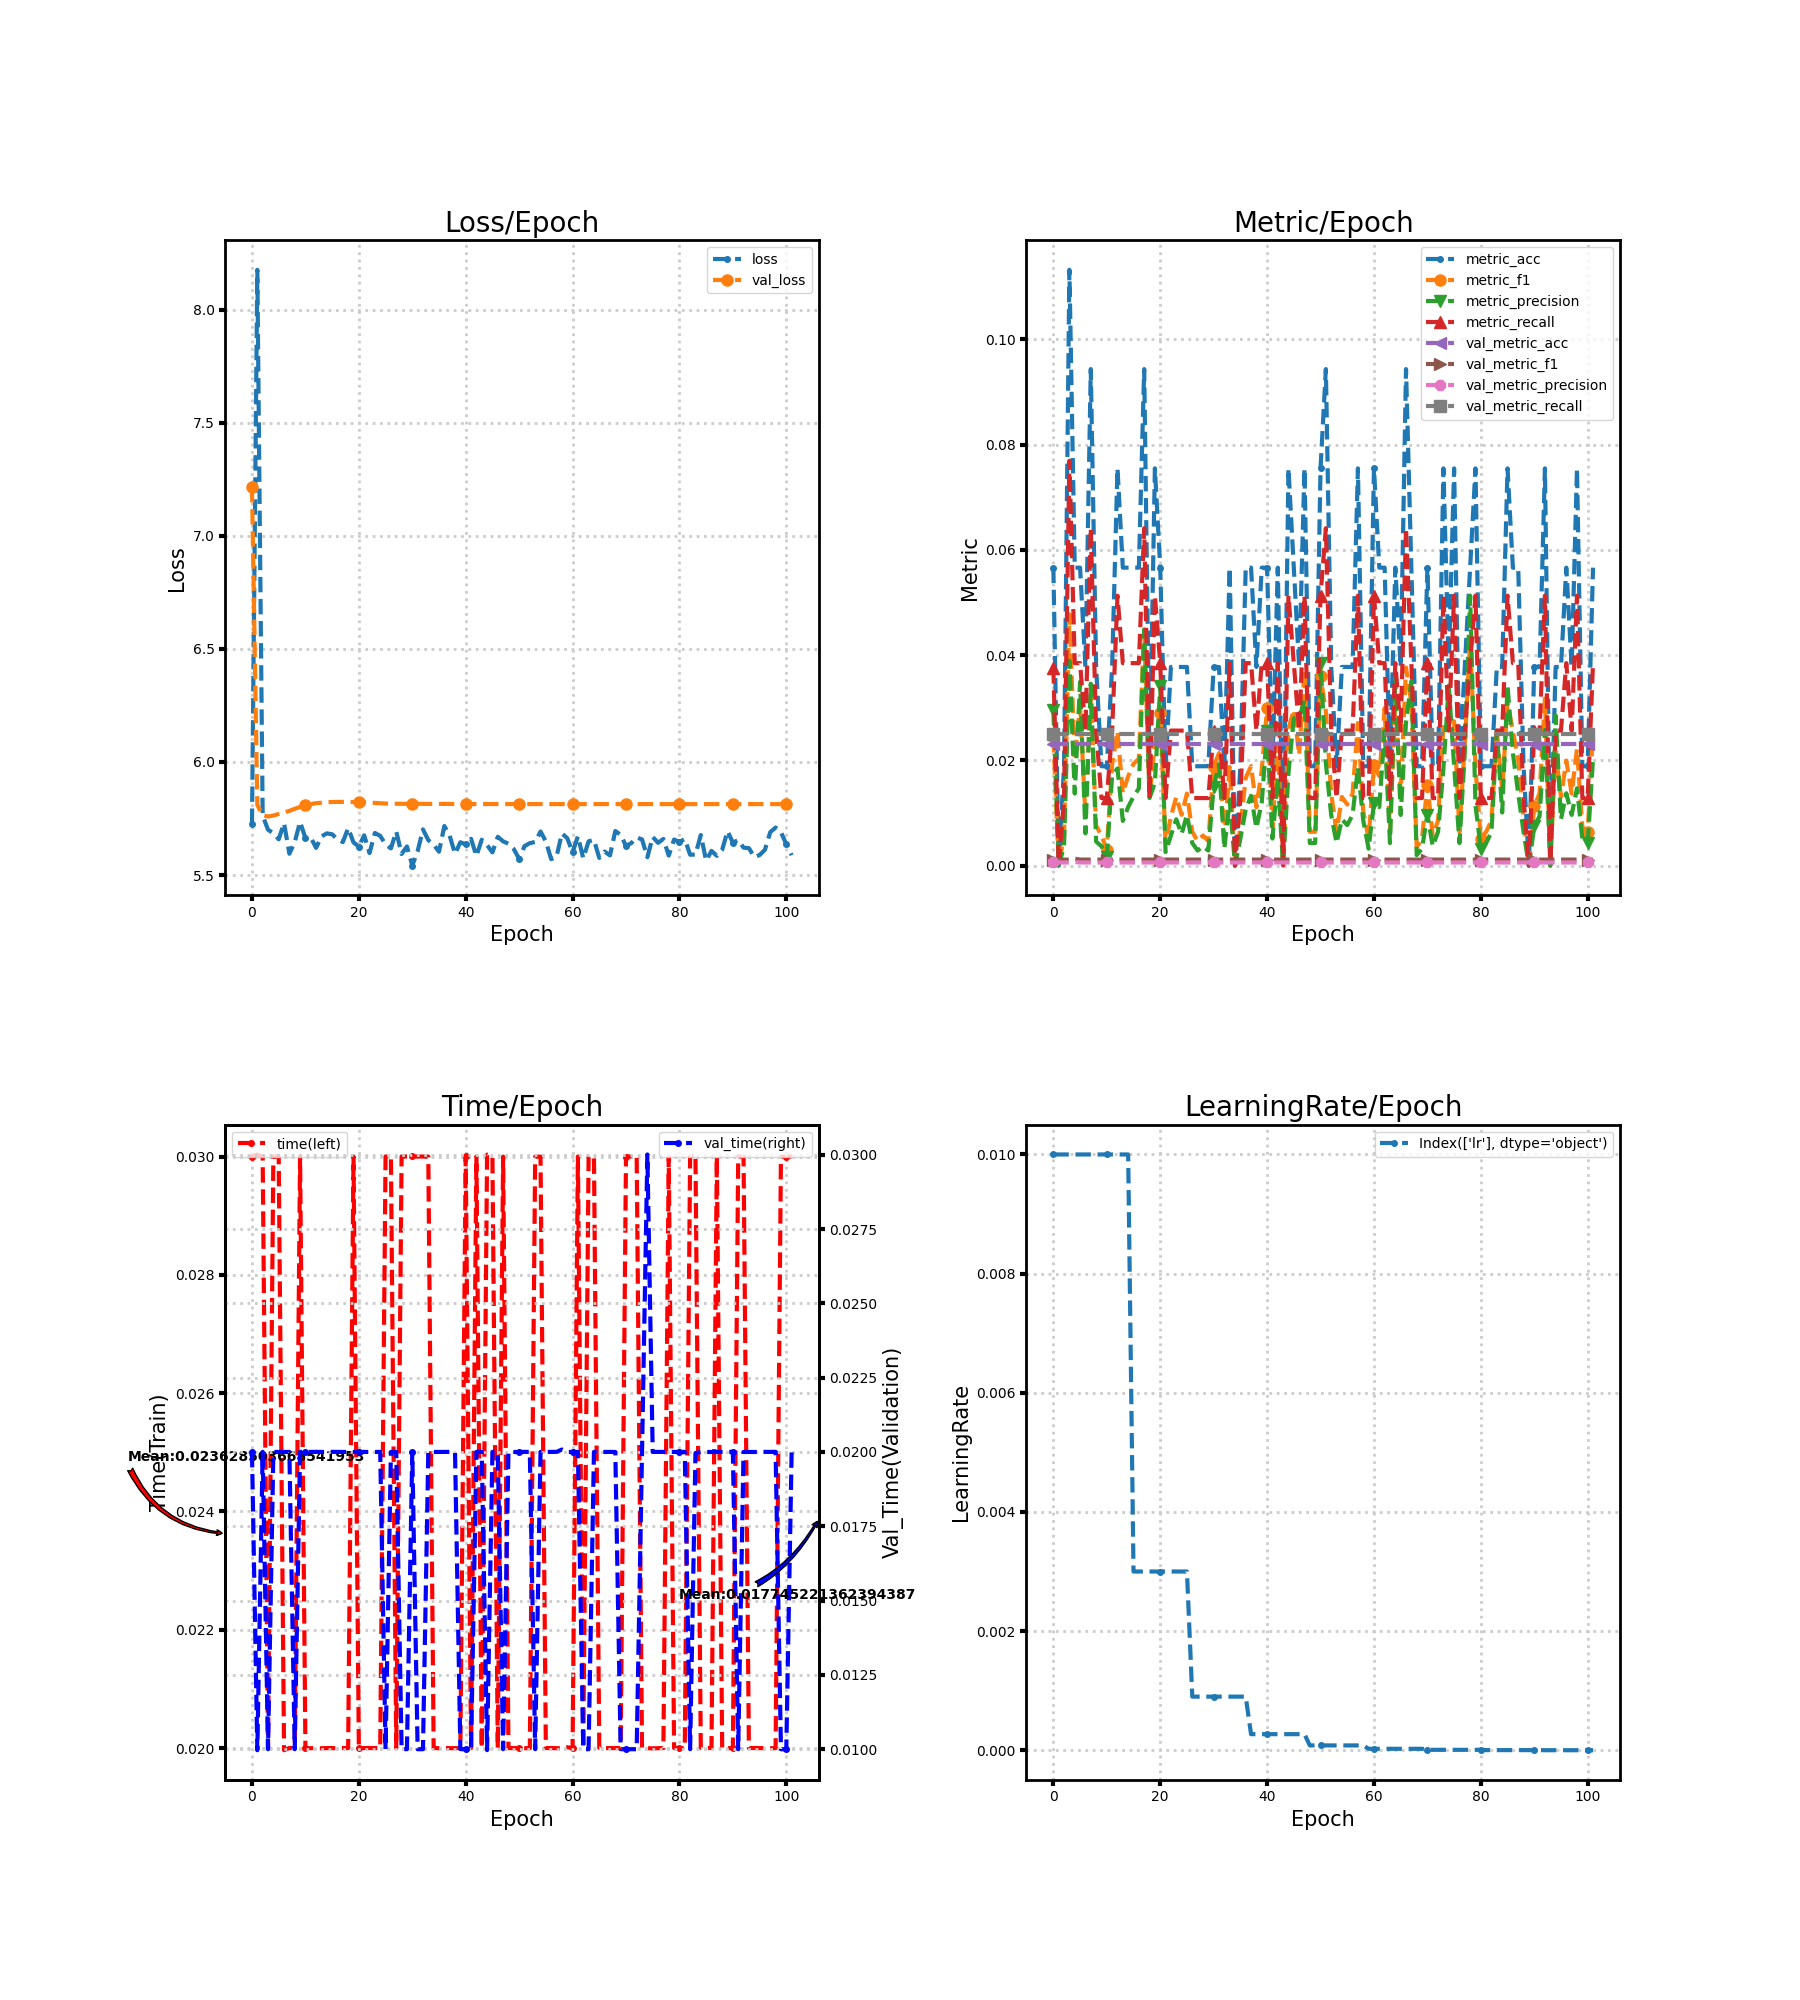 Loss/Epoch
loss
val_loss
8.0
7.5
7.0
6.5
6.0
5.5
Loss
0
20
40
60
80
100
Epoch
Metric/Epoch
metric_acc
metric_f1
metric_precision
metric_recall
val_metric_acc
val_metric_f1
val_metric_precision
val_metric_recall
0.10
0.08
0.06
0.04
0.02
0.00
Metric
0
20
40
60
80
100
Epoch
Time/Epoch
time(left)
val_time(right)
0.030
0.028
0.026
0.024
0.022
0.020
0.0300
0.0275
0.0250
0.0225
0.0200
0.0175
0.0150
0.0125
0.0100
Val_Time(Validation)
Mean:0.017745221362394387
0
20
40
60
80
100
Epoch
LearningRate/Epoch
Index(['lr'], dtype='object')
0.010
0.008
0.006
0.004
0.002
0.000
LearningRate
0
20
40
60
80
100
Epoch